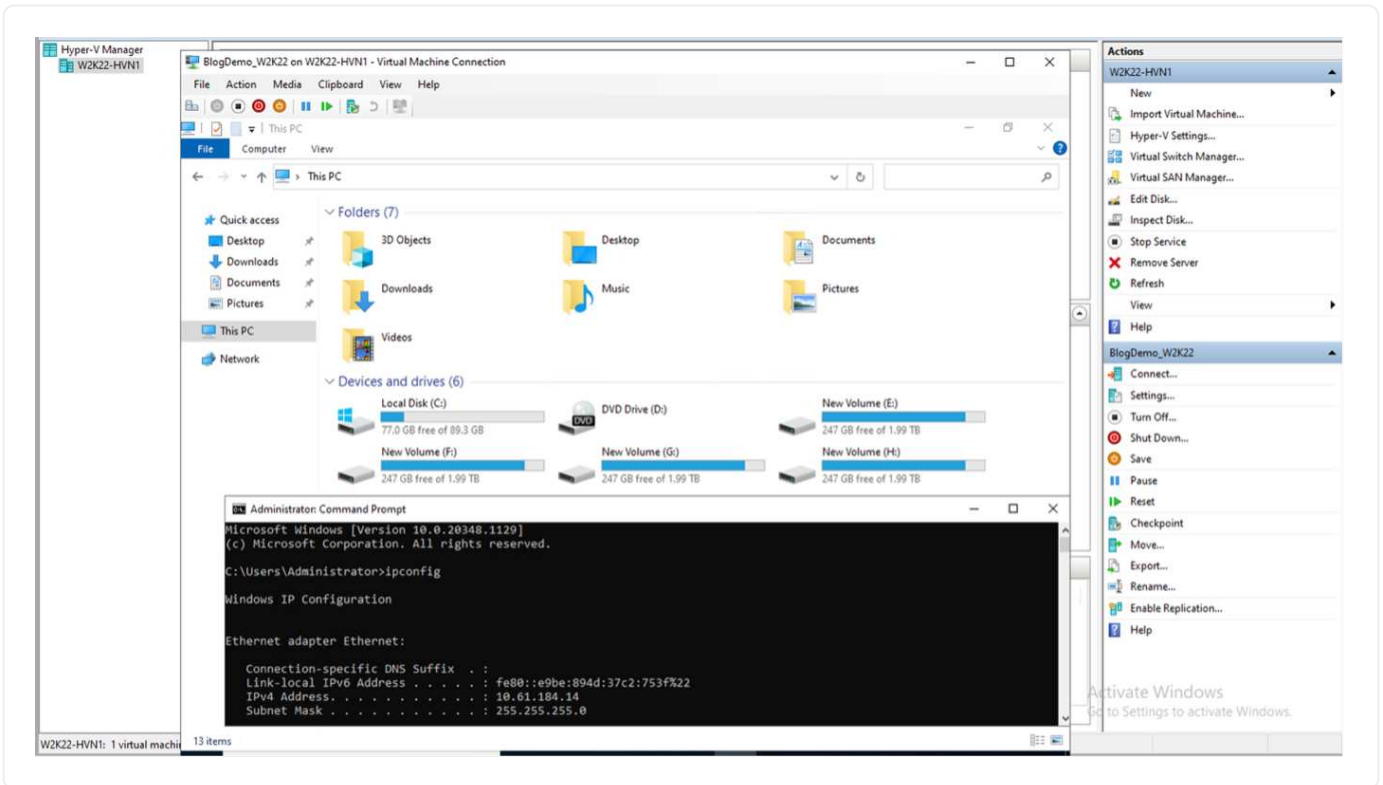 Hyper-V Manager
W2K22-HVN1
BlogDemo_W2K22 on W2K22-HVN1 - Virtual Machine Connection
File Action Media Clipboard View Help
This PC
File Computer View
This PC
Quick access
Desktop
Downloads
Documents
Pictures
This PC
Network
Folders (7)
3D Objects
Desktop
Documents
Downloads
Music
Pictures
Videos
Devices and drives (6)
Local Disk (C:)
77.0 GB free of 89.3 GB
DVD Drive (D:)
New Volume (E:)
247 GB free of 1.99 TB
New Volume (F:)
247 GB free of 1.99 TB
New Volume (G:)
247 GB free of 1.99 TB
New Volume (H:)
247 GB free of 1.99 TB
Administrator: Command Prompt
Microsoft Windows [Version 10.0.20348.1129]
(c) Microsoft Corporation. All rights reserved.
C:\Users\Administrator>ipconfig
Windows IP Configuration
Ethernet adapter Ethernet:
Connection-specific DNS Suffix . :
Link-local IPv6 Address . . . . . : fe80::e9be:894d:37c2:753f%22
IPv4 Address. . . . . . . . . . . : 10.61.184.14
Subnet Mask . . . . . . . . . . . : 255.255.255.0
13 items
W2K22-HVN1: 1 virtual machi
Actions
W2K22-HVN1
New
Import Virtual Machine...
Hyper-V Settings...
Virtual Switch Manager...
Virtual SAN Manager...
Edit Disk...
Inspect Disk...
Stop Service
Remove Server
Refresh
View
Help
BlogDemo_W2K22
Connect...
Settings...
Turn Off...
Shut Down...
Save
Pause
Reset
Checkpoint
Move...
Export...
Rename...
Enable Replication...
Help
Activate Windows
Go to Settings to activate Windows.